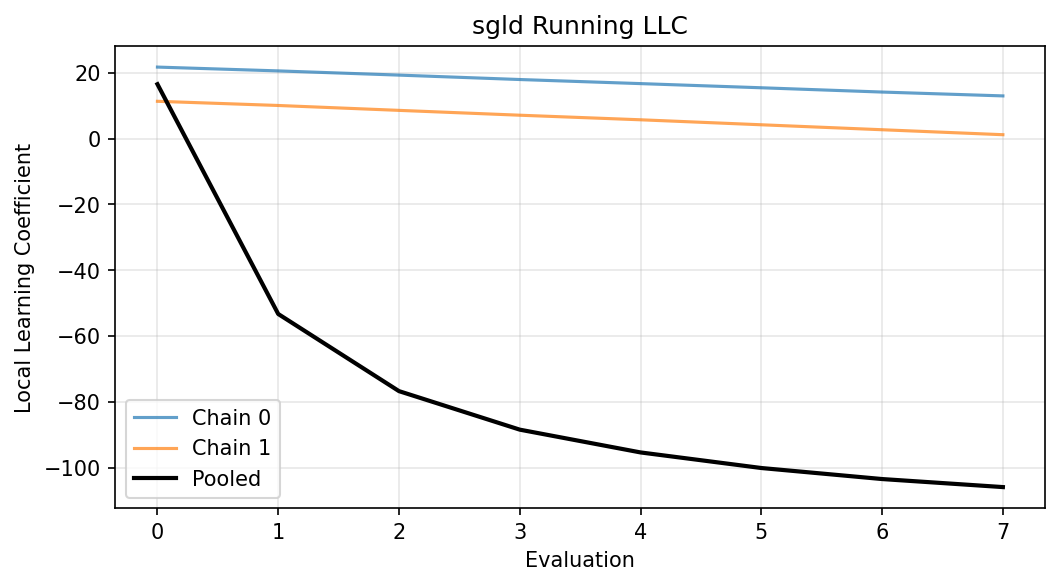 sgld Running LLC
Local Learning Coefficient
20
0
−20
−40
−60
−80
−100
Chain 0
Chain 1
Pooled
0 1 2 3 4 5 6 7
Evaluation